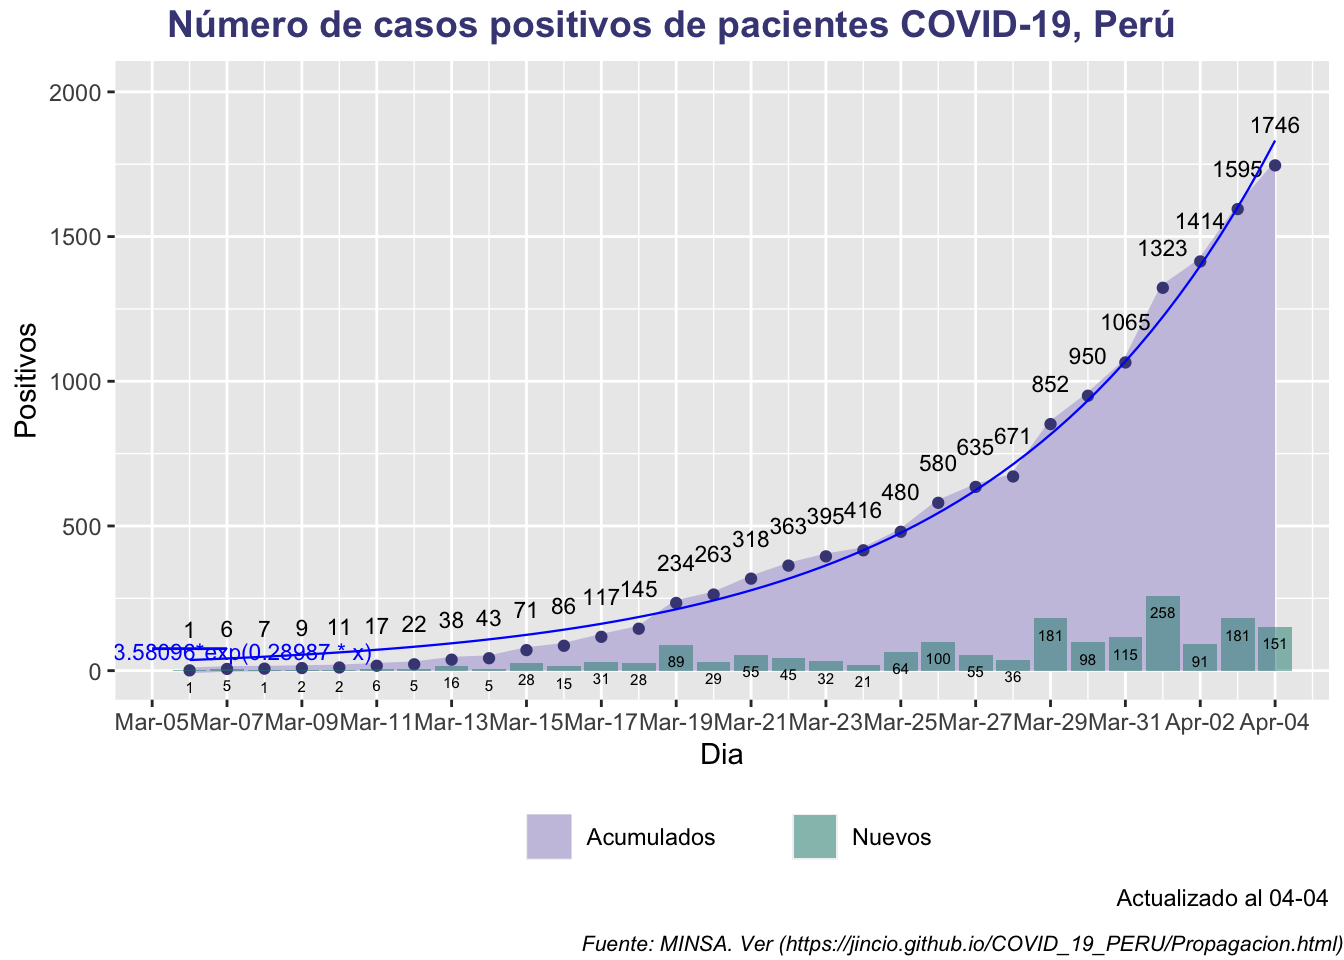 Número de casos positivos de pacientes COVID-19, Perú
Positivos
2000
1500
1000
500
0
1 6 7 9 11 17 22 38 43 71 86 117 145 234 263 318 363 395 416 480 580 635 671 852 950 1065 1323 1414 1595 1746
3.58096*exp(0.28987 * x)
1 5 1 2 2 6 5 16 5 28 15 31 28 89 29 55 45 32 21 64 100 55 36 181 98 115 258 91 181 151
Mar-05 Mar-07 Mar-09 Mar-11 Mar-13 Mar-15 Mar-17 Mar-19 Mar-21 Mar-23 Mar-25 Mar-27 Mar-29 Mar-31 Apr-02 Apr-04
Dia
Acumulados Nuevos
Actualizado al 04-04
Fuente: MINSA. Ver (https://jincio.github.io/COVID_19_PERU/Propagacion.html)